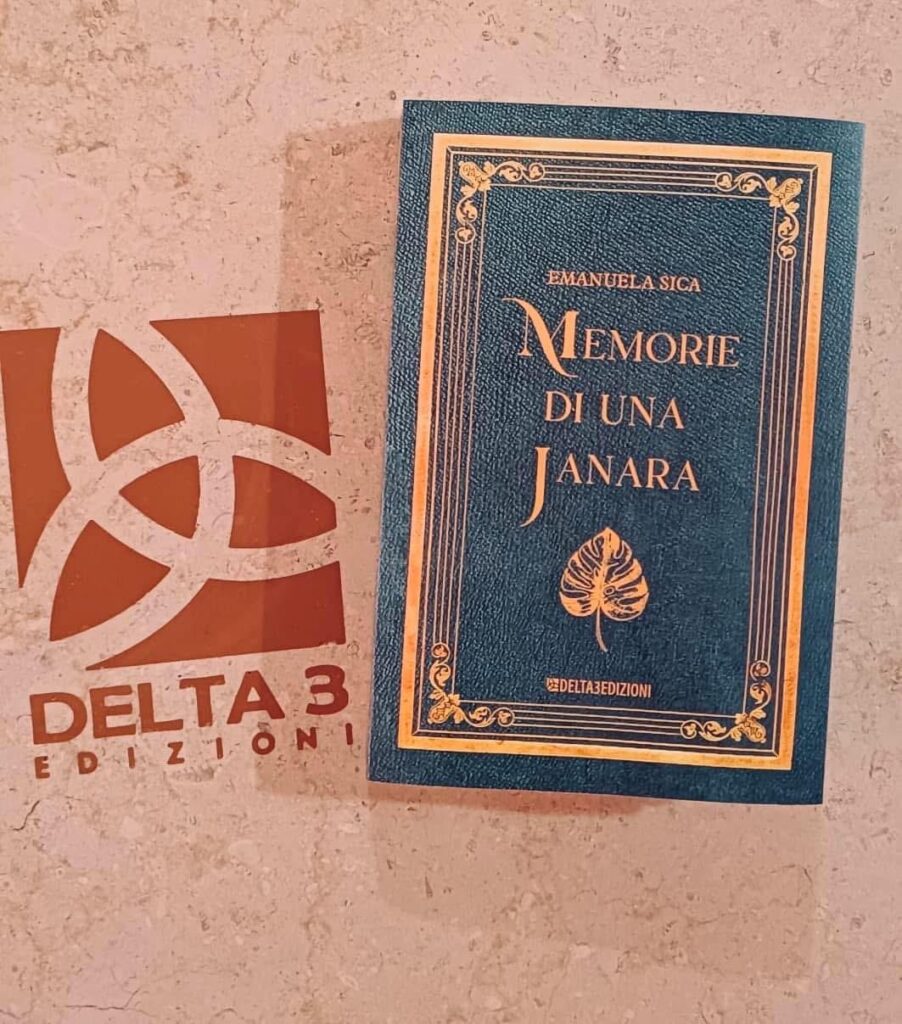 EMANUELA SICA
MEMORIE
DI UNA
JANARA
DELTA3EDIZIONI
DELTA 3
EDIZIONI